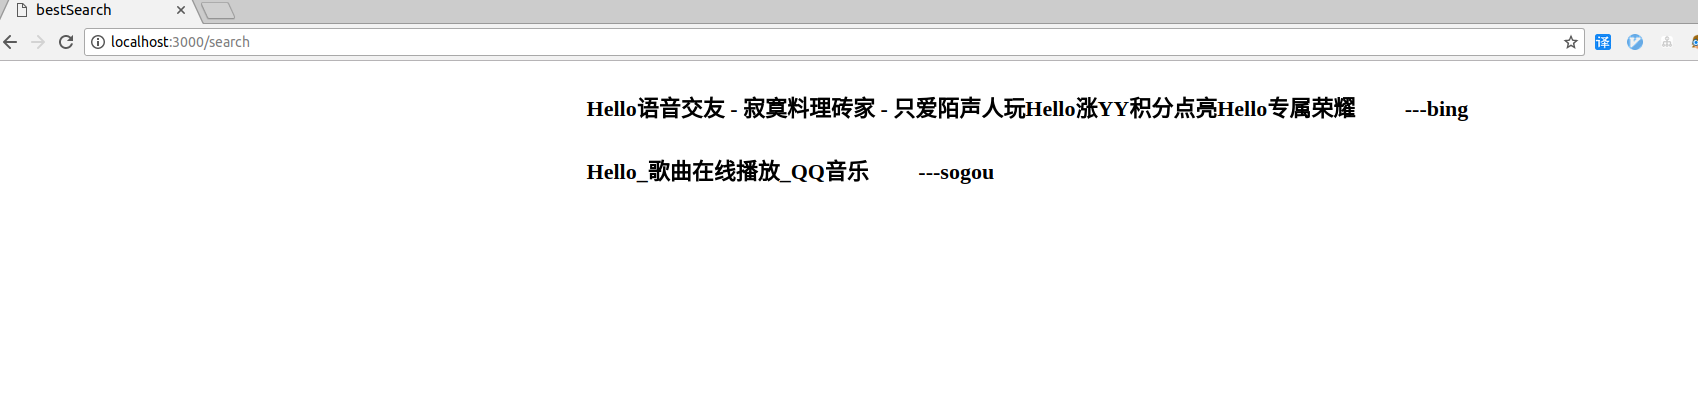 bestSearch
localhost:3000/search
译
Hello语音交友 - 寂寞料理砖家 - 只爱陌声人玩Hello涨YY积分点亮Hello专属荣耀 ---bing
Hello_歌曲在线播放_QQ音乐 ---sogou